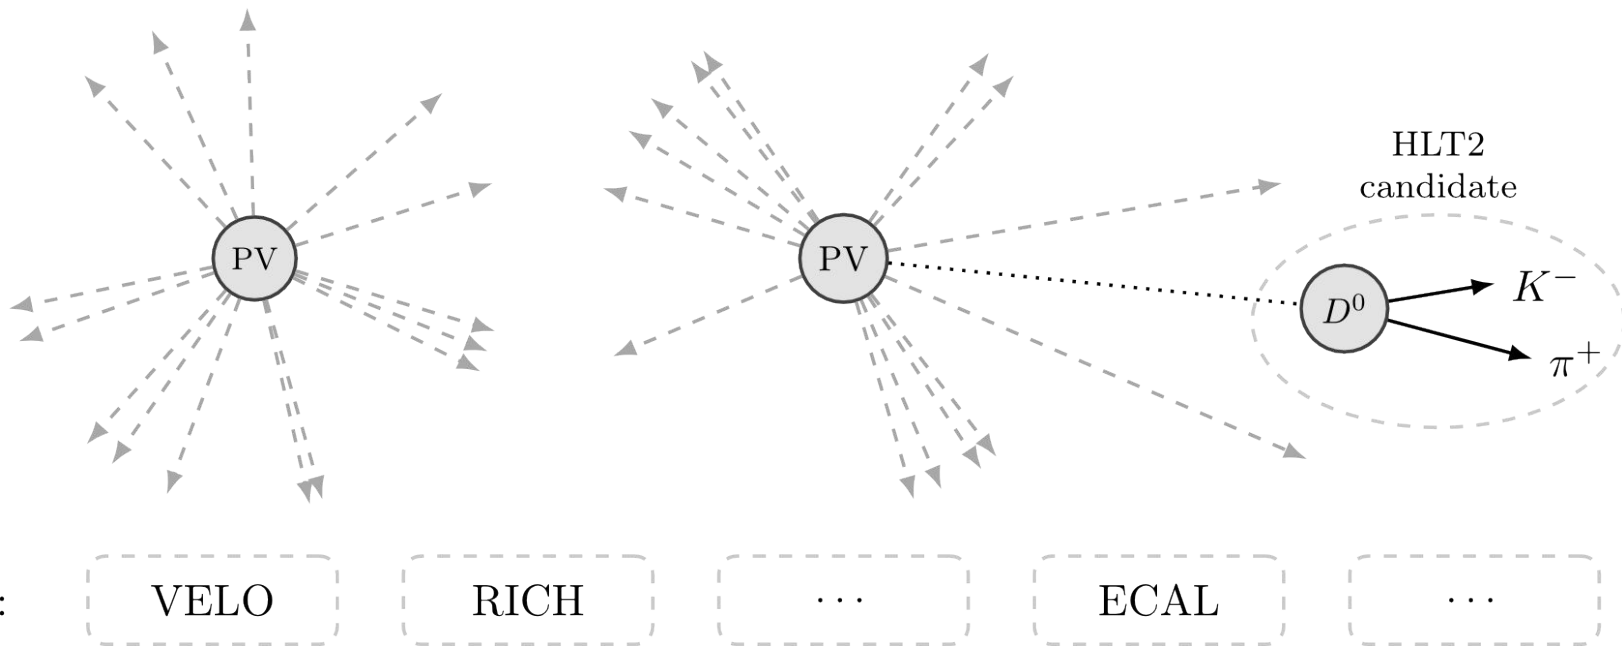 HLT2
candidate
PV
PV
D⁰
K⁻
π⁺
: VELO RICH ··· ECAL ···